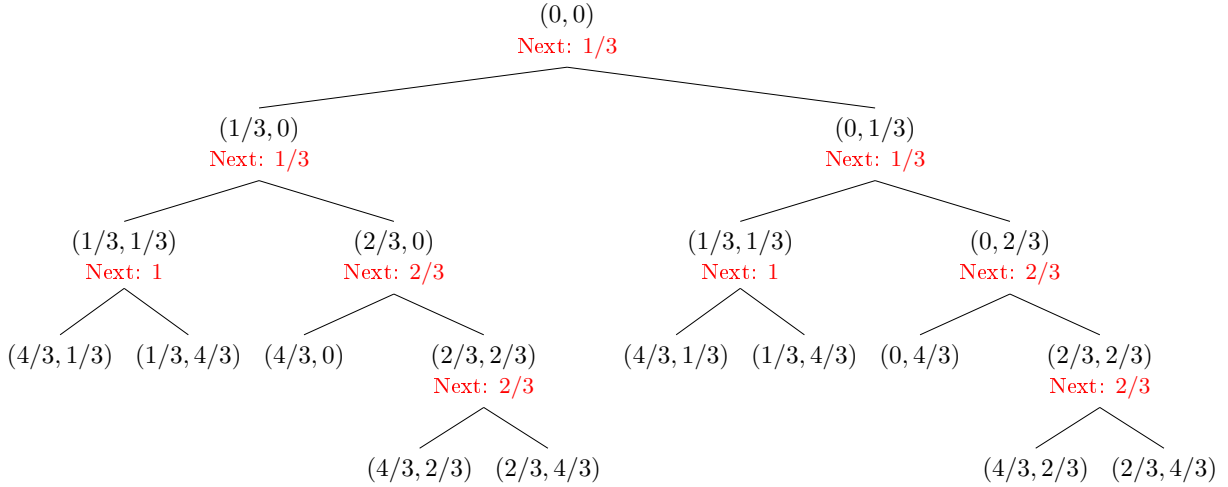 (0, 0)
Next: 1/3
(1/3, 0) (0, 1/3)
Next: 1/3 Next: 1/3
(1/3, 1/3) (2/3, 0) (1/3, 1/3) (0, 2/3)
Next: 1 Next: 2/3 Next: 1 Next: 2/3
(4/3, 1/3) (1/3, 4/3) (4/3, 0) (2/3, 2/3) (4/3, 1/3) (1/3, 4/3) (0, 4/3) (2/3, 2/3)
Next: 2/3 Next: 2/3
(4/3, 2/3) (2/3, 4/3) (4/3, 2/3) (2/3, 4/3)